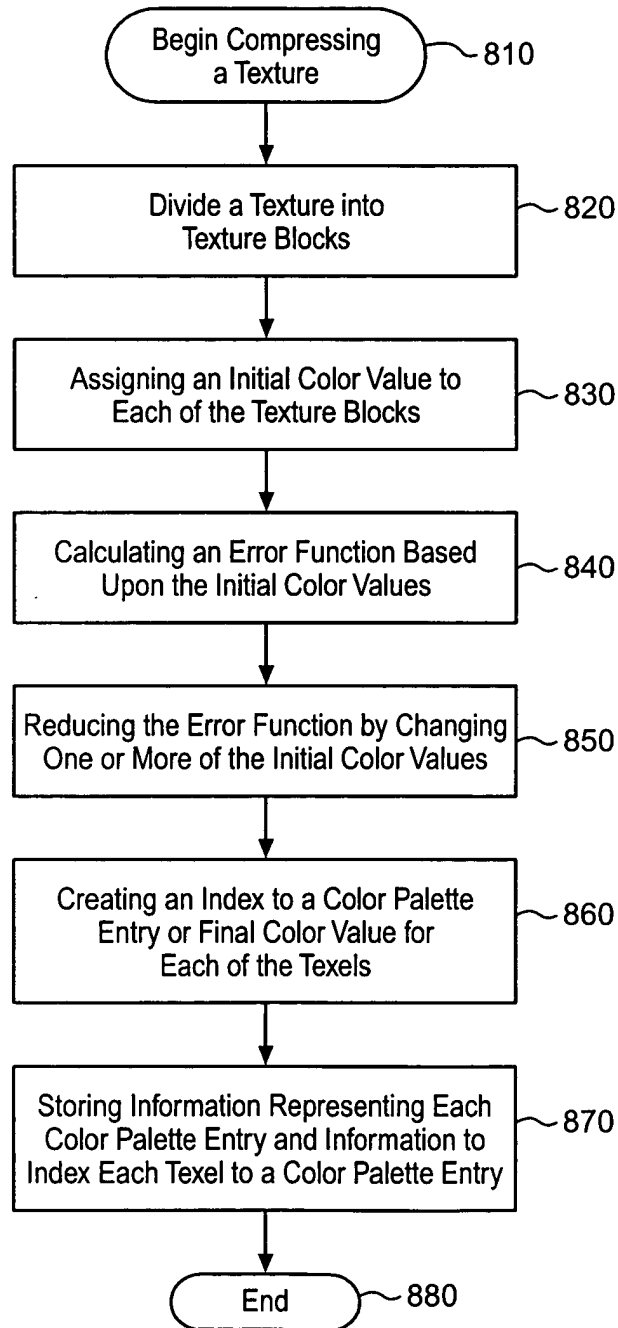 Begin Compressing
a Texture
810
Divide a Texture into
Texture Blocks
820
Assigning an Initial Color Value to
Each of the Texture Blocks
830
Calculating an Error Function Based
Upon the Initial Color Values
840
Reducing the Error Function by Changing
One or More of the Initial Color Values
850
Creating an Index to a Color Palette
Entry or Final Color Value for
Each of the Texels
860
Storing Information Representing Each
Color Palette Entry and Information to
Index Each Texel to a Color Palette Entry
870
End
880